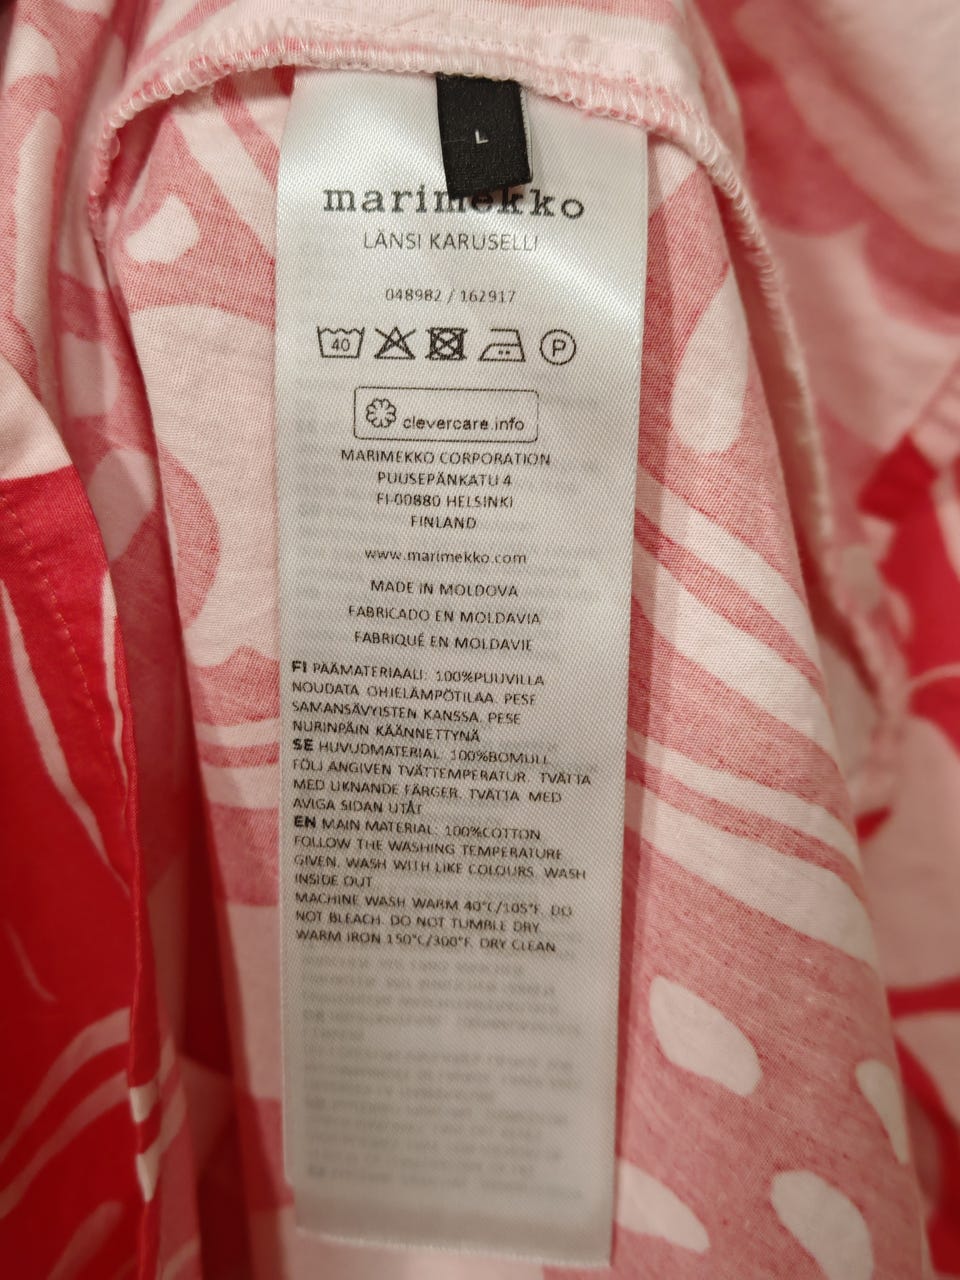 L
marimekko
LÄNSI KARUSELLI
048982 / 162917
40 P
clevercare.info
MARIMEKKO CORPORATION
PUUSEPÄNKATU 4
FI-00880 HELSINKI
FINLAND
www.marimekko.com
MADE IN MOLDOVA
FABRICADO EN MOLDAVIA
FABRIQUÉ EN MOLDAVIE
FI PÄÄMATERIAALI: 100%PUUVILLA
NOUDATA OHJELÄMPÖTILAA. PESE
SAMANSÄVYISTEN KANSSA. PESE
NURINPÄIN KÄÄNNETTYNÄ
SE HUVUDMATERIAL: 100%BOMULL
FÖLJ ANGIVEN TVÄTTEMPERATUR. TVÄTTA
MED LIKNANDE FÄRGER. TVÄTTA MED
AVIGA SIDAN UTÅT
EN MAIN MATERIAL: 100%COTTON
FOLLOW THE WASHING TEMPERATURE
GIVEN. WASH WITH LIKE COLOURS. WASH
INSIDE OUT
MACHINE WASH WARM 40°C/105°F. DO
NOT BLEACH. DO NOT TUMBLE DRY
WARM IRON 150°C/300°F. DRY CLEAN